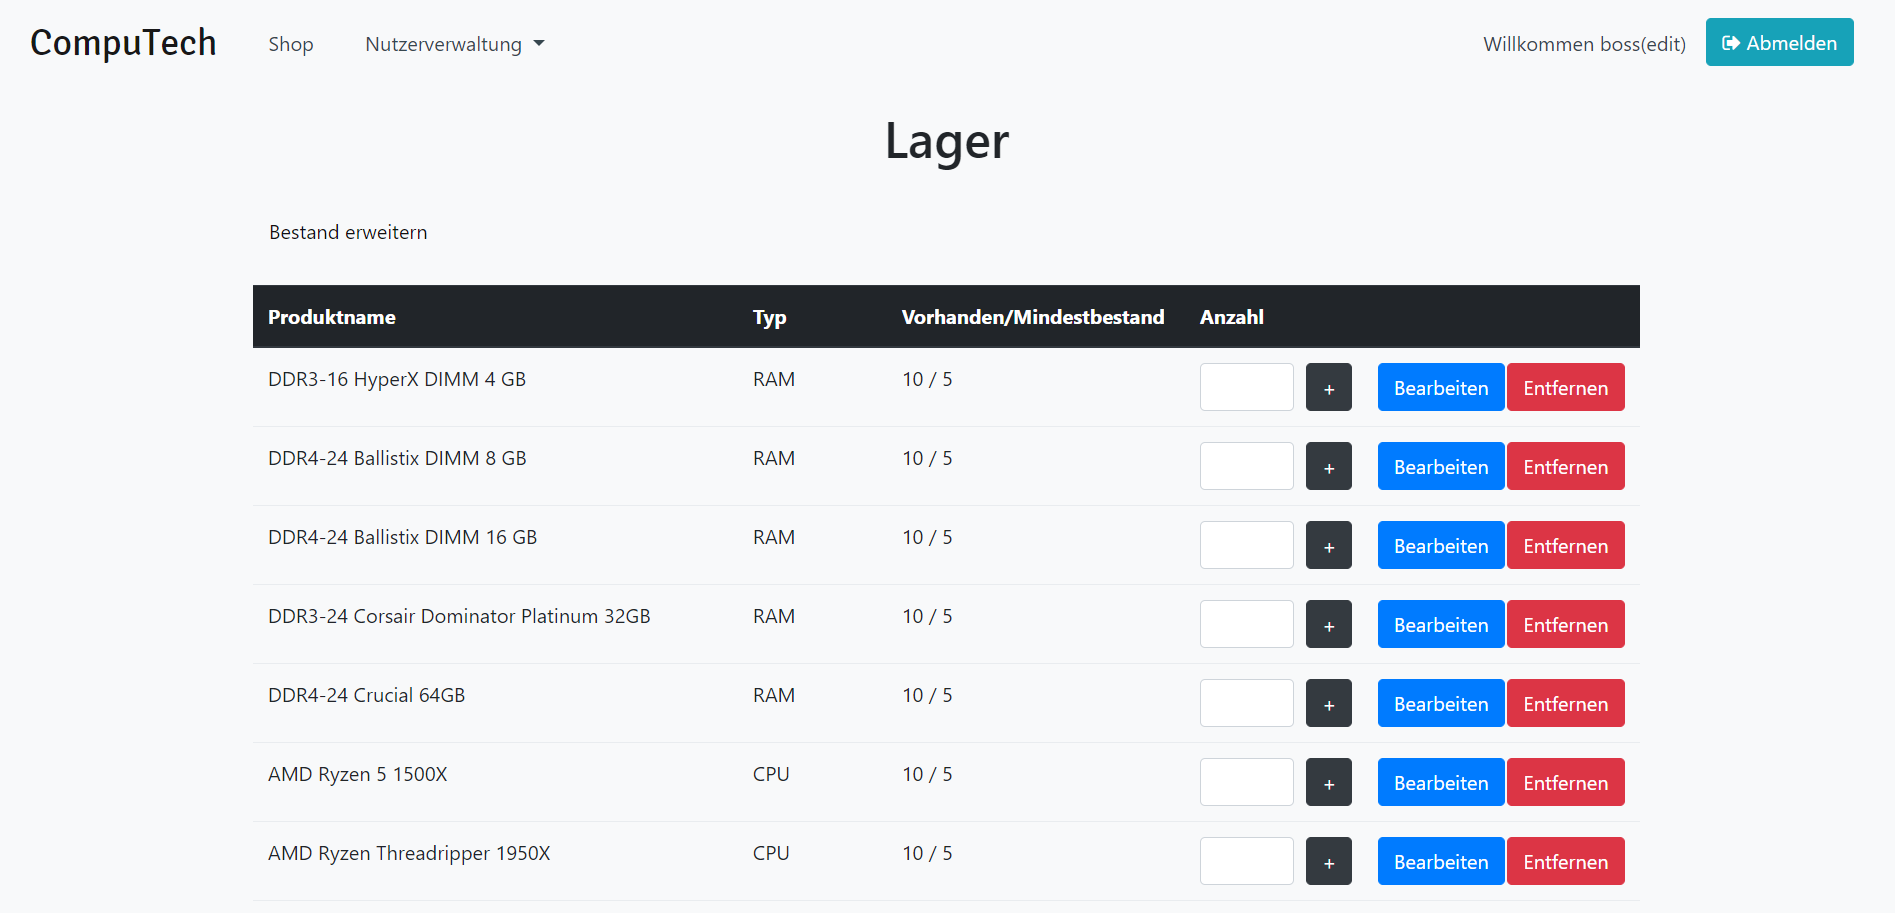 CompuTech Shop Nutzerverwaltung Willkommen boss(edit) Abmelden
Lager
Bestand erweitern
Produktname Typ Vorhanden/Mindestbestand Anzahl
DDR3-16 HyperX DIMM 4 GB RAM 10 / 5 + Bearbeiten Entfernen
DDR4-24 Ballistix DIMM 8 GB RAM 10 / 5 + Bearbeiten Entfernen
DDR4-24 Ballistix DIMM 16 GB RAM 10 / 5 + Bearbeiten Entfernen
DDR3-24 Corsair Dominator Platinum 32GB RAM 10 / 5 + Bearbeiten Entfernen
DDR4-24 Crucial 64GB RAM 10 / 5 + Bearbeiten Entfernen
AMD Ryzen 5 1500X CPU 10 / 5 + Bearbeiten Entfernen
AMD Ryzen Threadripper 1950X CPU 10 / 5 + Bearbeiten Entfernen